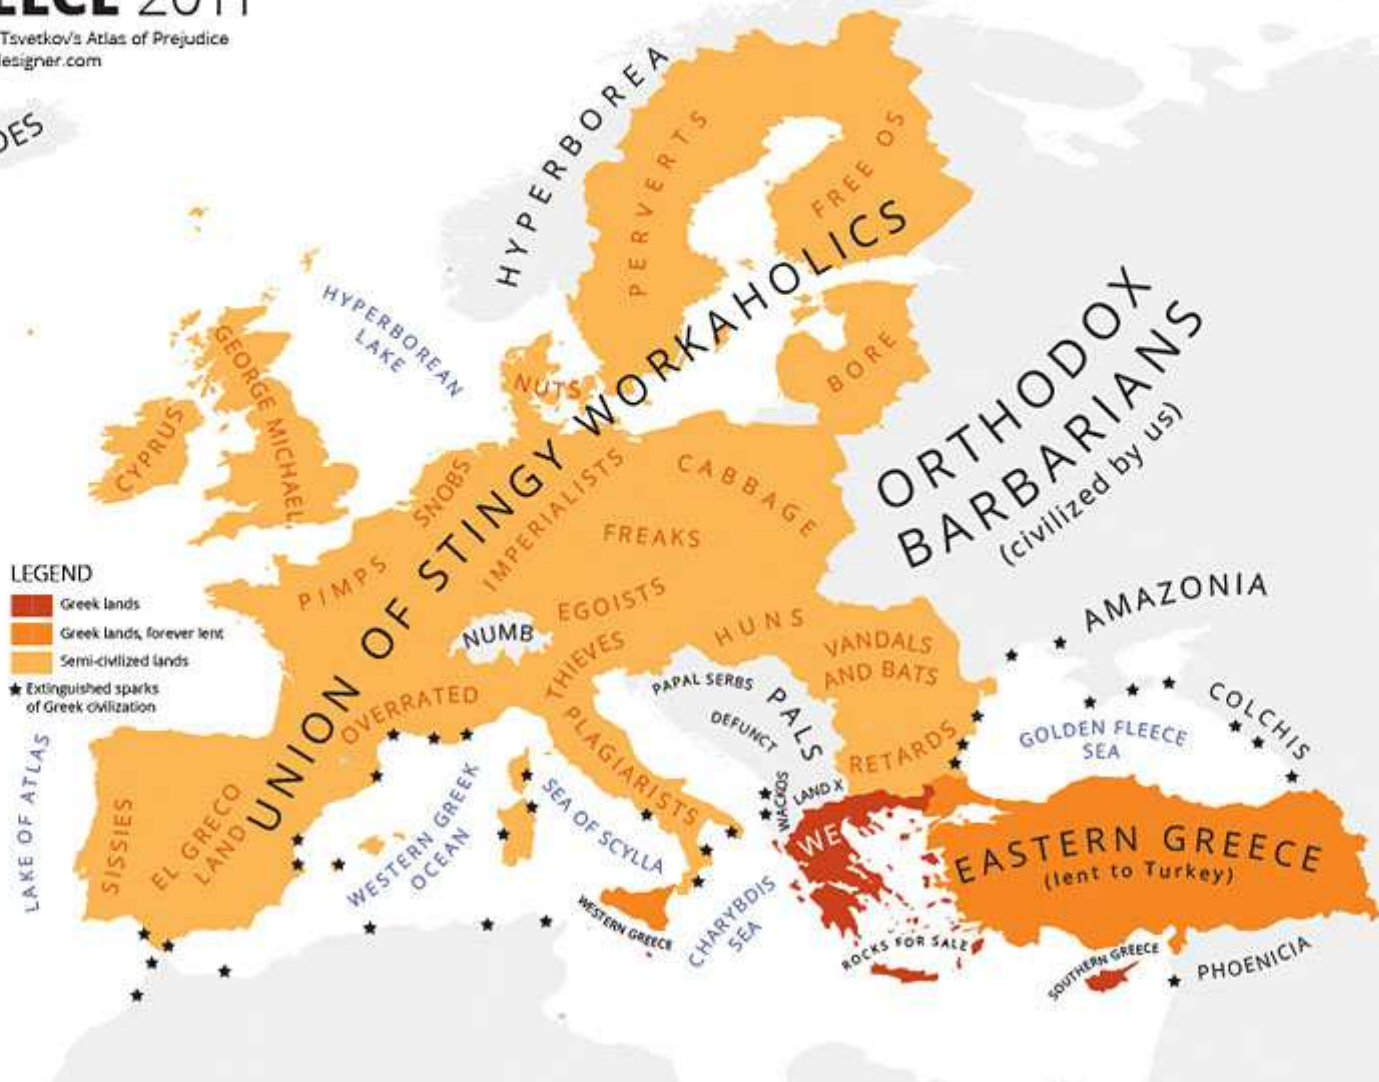 2011
Tsvetkov's Atlas of Prejudice
esigner.com
DES
HYPERBOREA
PERVERTS
FREE OS
HYPERBOREAN
LAKE
GEORGE MICHAEL
CYPRUS
NUTS
BORE
UNION OF STINGY WORKAHOLICS
ORTHODOX
BARBARIANS
(civilized by us)
SNOBS
IMPERIALISTS
CABBAGE
FREAKS
PIMPS
EGOISTS
NUMB
HUNS
THIEVES
VANDALS
AND BATS
AMAZONIA
LEGEND
Greek lands
Greek lands, forever lent
Semi-civilized lands
Extinguished sparks
of Greek civilization
OVERRATED
PAPAL SERBS
PALS
DEFUNCT
PLAGIARISTS
RETARDS
GOLDEN FLEECE
SEA
COLCHIS
LAKE OF ATLAS
SISSIES
EL GRECO
LAND
WESTERN GREEK
OCEAN
SEA OF SCYLLA
WACKOS
LAND X
WE
EASTERN GREECE
(lent to Turkey)
WESTERN GREECE
CHARYBDIS
SEA
ROCKS FOR SALE
SOUTHERN GREECE
PHOENICIA